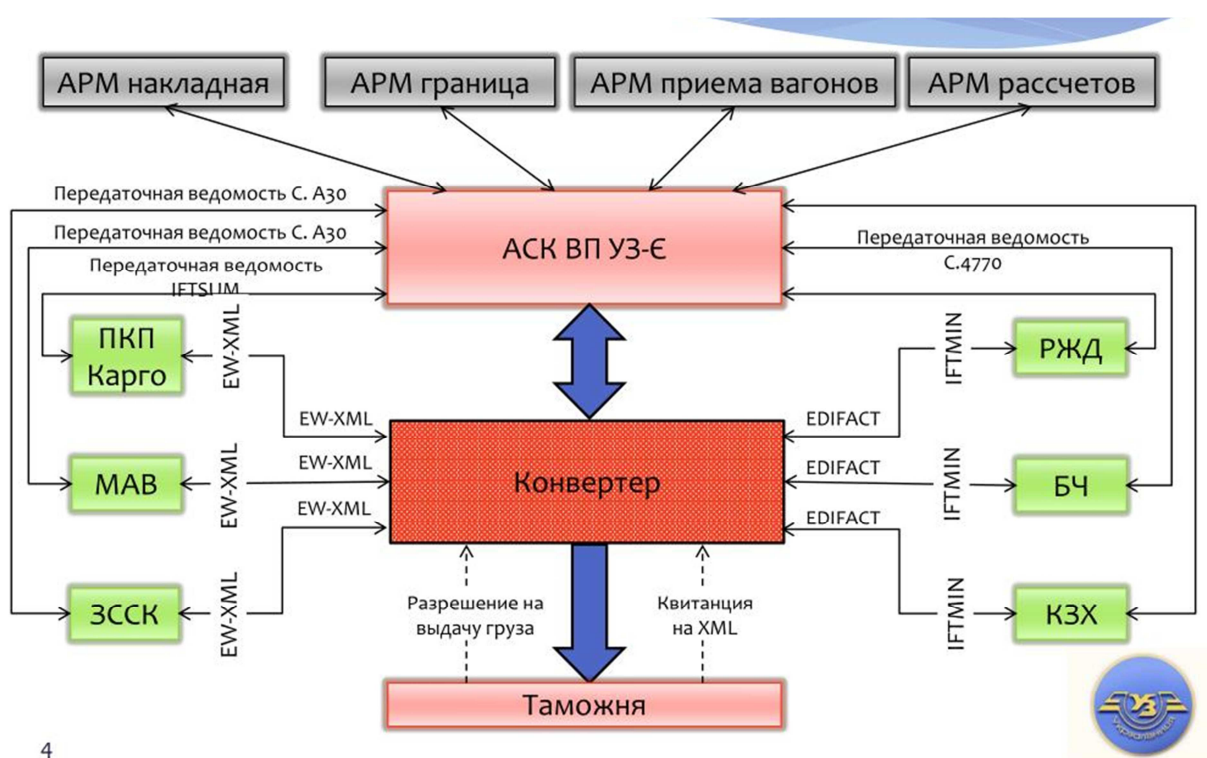 АРМ накладная
АРМ граница
АРМ приема вагонов
АРМ рассчетов
Передаточная ведомость С. А30
Передаточная ведомость С. А30
Передаточная ведомость
IFTSUM
АСК ВП УЗ-Є
Передаточная ведомость
С.4770
ПКП
Карго
EW-XML
EW-XML
EDIFACT
IFTMIN
РЖД
МАВ
EW-XML
EW-XML
Конвертер
EDIFACT
IFTMIN
БЧ
EW-XML
EDIFACT
ЗССК
EW-XML
Разрешение на
выдачу груза
Квитанция
на XML
IFTMIN
КЗХ
Таможня
УЗ
Укрзалізниця
4